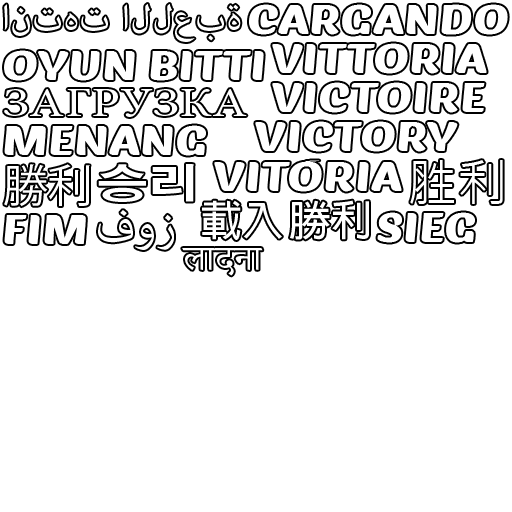 انتهت اللعبة CARGANDO
OYUN BITTI VITTORIA
ЗАГРУЗКА VICTOIRE
MENANG VICTORY
勝利 승리 VITÓRIA 胜利
FIM فوز 載入 勝利 SIEG
लादना